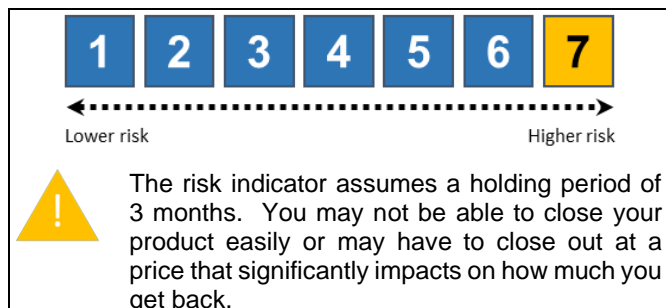 1 2 3 4 5 6 7
Lower risk Higher risk
!
The risk indicator assumes a holding period of
3 months. You may not be able to close your
product easily or may have to close out at a
price that significantly impacts on how much you
get back.